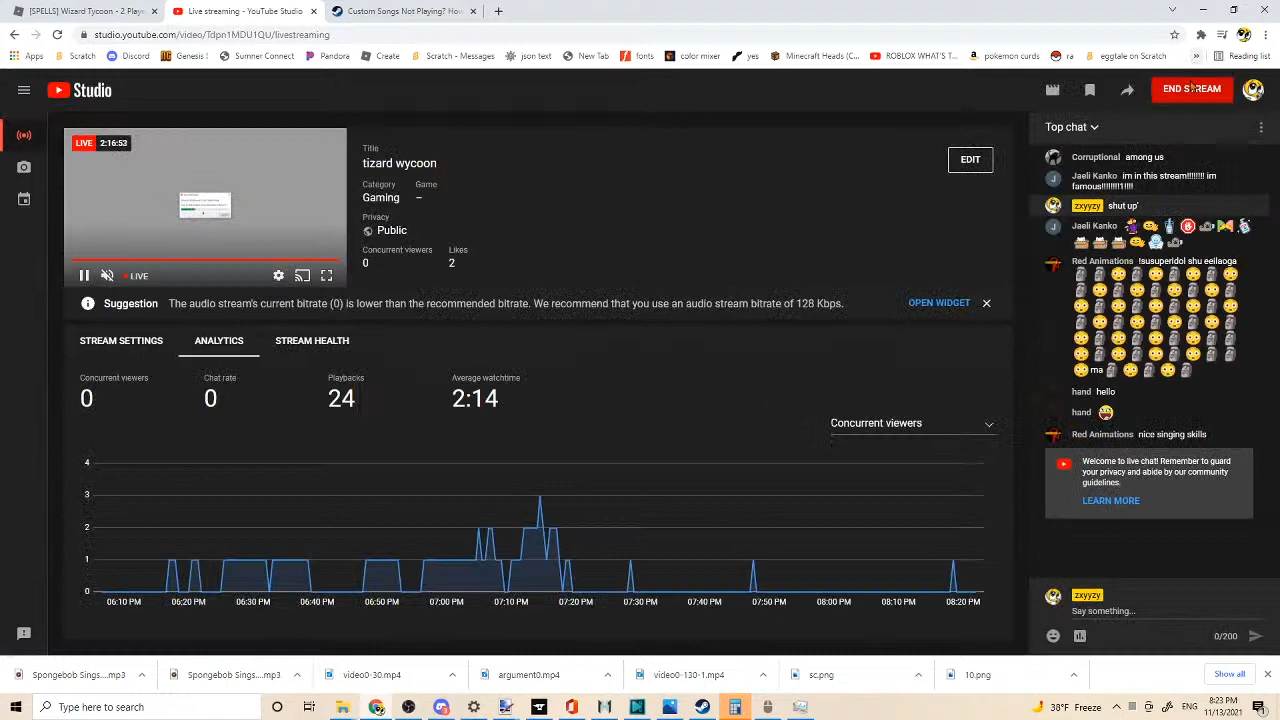 [SPELLS] Wizard Tycoon - 2 Playe
Live streaming - YouTube Studio
Custom Songs Not Playing? How
studio.youtube.com/video/Tdpn1MDU1QU/livestreaming
Apps
Scratch
Discord
Genesis !
Summer Connect
Pandora
Create
Scratch - Messages
json text
New Tab
fonts
color mixer
yes
Minecraft Heads (C...
ROBLOX WHAT'S T...
pokemon curds
ra
eggtale on Scratch
Reading list
Studio
END STREAM
LIVE 2:16:53
LIVE
Title
tizard wycoon
Category Game
Gaming –
Privacy
Public
Concurrent viewers Likes
0 2
EDIT
Suggestion The audio stream's current bitrate (0) is lower than the recommended bitrate. We recommend that you use an audio stream bitrate of 128 Kbps.
OPEN WIDGET
STREAM SETTINGS ANALYTICS STREAM HEALTH
Concurrent viewers Chat rate Playbacks Average watchtime
0 0 24 2:14
Concurrent viewers
4
3
2
1
0
06:10 PM 06:20 PM 06:30 PM 06:40 PM 06:50 PM 07:00 PM 07:10 PM 07:20 PM 07:30 PM 07:40 PM 07:50 PM 08:00 PM 08:10 PM 08:20 PM
Top chat
Corruptional among us
Jaeli Kanko im in this stream!!!!!!!! im
famous!!!!!!!!1!!!!
zxyyzy shut up'
Jaeli Kanko
Red Animations !susuperidol shu eeilaoga
ma
hand hello
hand
Red Animations nice singing skills
Welcome to live chat! Remember to guard
your privacy and abide by our community
guidelines.
LEARN MORE
zxyyzy
Say something...
0/200
Spongebob Sings....mp3
Spongebob Sings....mp3
video0-30.mp4
argument0.mp4
video0-130-1.mp4
sc.png
10.png
Show all
Type here to search
38°F Freeze
8:23 PM
11/13/2021